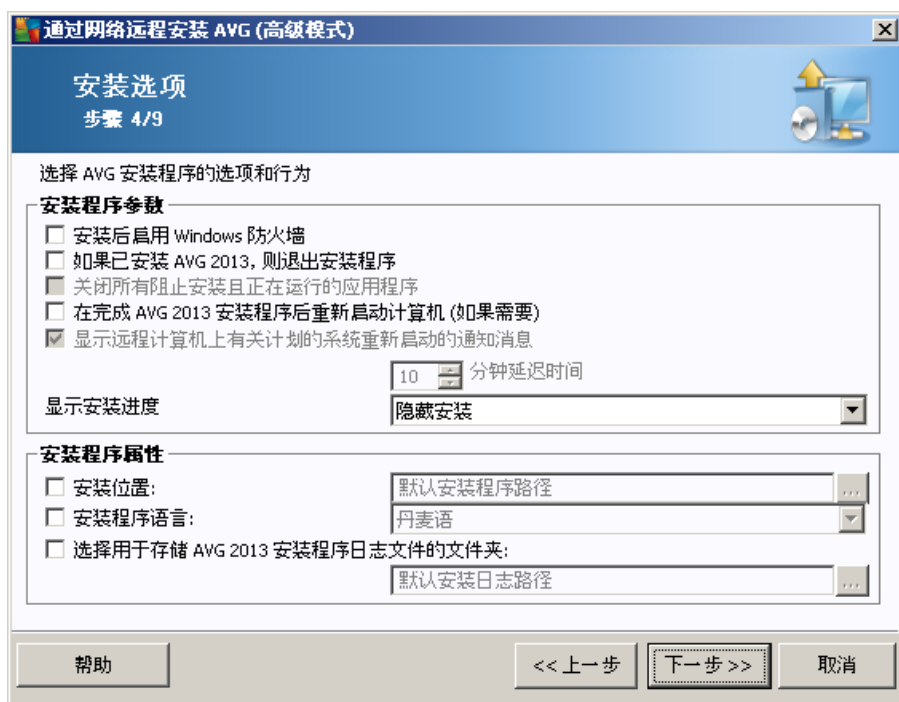 通过网络远程安装 AVG (高级模式)
安装选项
步骤 4/9
选择 AVG 安装程序的选项和行为
安装程序参数
安装后启用 Windows 防火墙
如果已安装 AVG 2013, 则退出安装程序
关闭所有阻止安装且正在运行的应用程序
在完成 AVG 2013 安装程序后重新启动计算机 (如果需要)
显示远程计算机上有关计划的系统重新启动的通知消息
10 分钟延迟时间
显示安装进度 隐藏安装
安装程序属性
安装位置: 默认安装程序路径 ...
安装程序语言: 丹麦语
选择用于存储 AVG 2013 安装程序日志文件的文件夹:
默认安装日志路径 ...
帮助 << 上一步 下一步 >> 取消